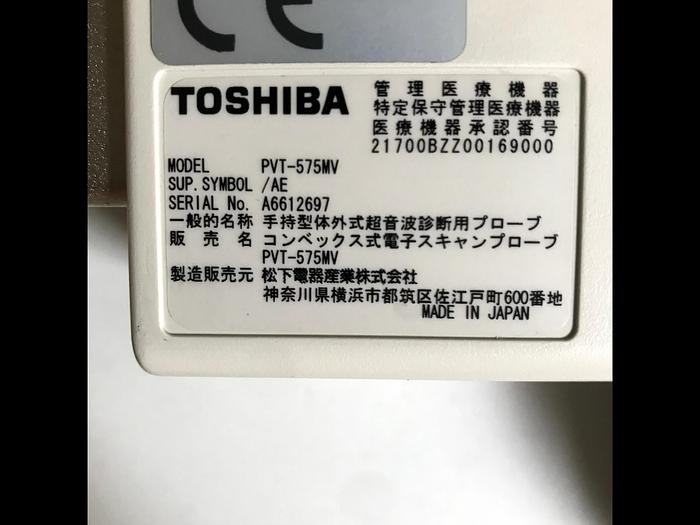 CE
TOSHIBA
管理医療機器
特定保守管理医療機器
医療機器承認番号
21700BZZ00169000
MODEL PVT-575MV
SUP.SYMBOL /AE
SERIAL No. A6612697
一般的名称 手持型体外式超音波診断用プローブ
販売名 コンベックス式電子スキャンプローブ
PVT-575MV
製造販売元 松下電器産業株式会社
神奈川県横浜市都筑区佐江戸町600番地
MADE IN JAPAN